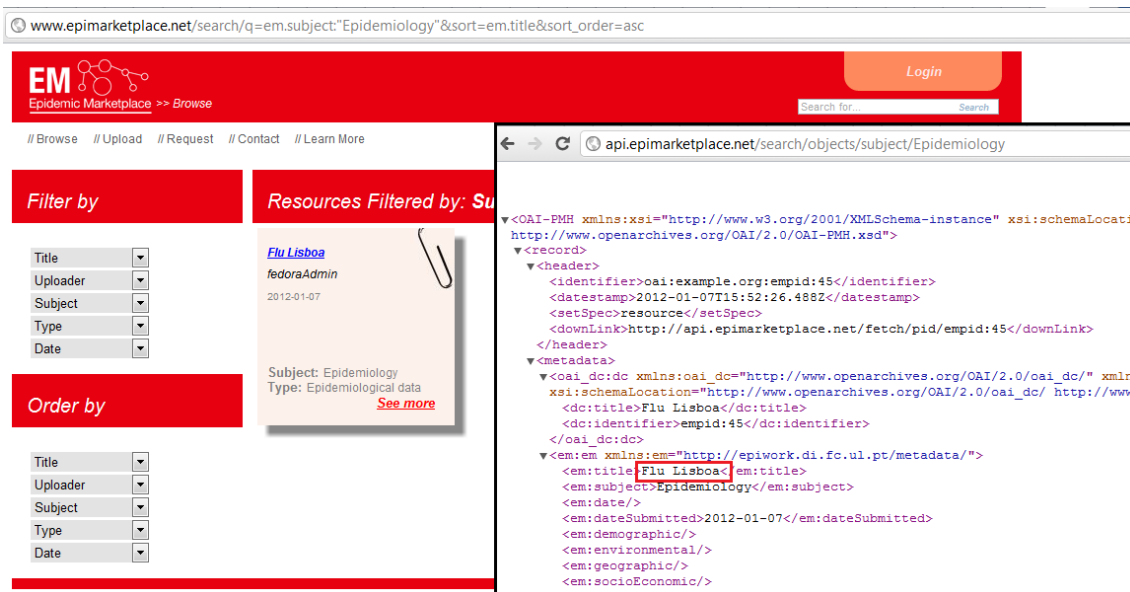 www.epimarketplace.net/search/q=em.subject:"Epidemiology"&sort=em.title&sort_order=asc
EM
Epidemic Marketplace >> Browse
Login
Search for...
Search
// Browse // Upload // Request // Contact // Learn More
Filter by
Title
Uploader
Subject
Type
Date
Order by
Title
Uploader
Subject
Type
Date
Resources Filtered by: Su
Flu Lisboa
fedoraAdmin
2012-01-07
Subject: Epidemiology
Type: Epidemiological data
See more
api.epimarketplace.net/search/objects/subject/Epidemiology
▼<OAI-PMH xmlns:xsi="http://www.w3.org/2001/XMLSchema-instance" xsi:schemaLocati
http://www.openarchives.org/OAI/2.0/OAI-PMH.xsd">
▼<record>
▼<header>
<identifier>oai:example.org:empid:45</identifier>
<datestamp>2012-01-07T15:52:26.488Z</datestamp>
<setSpec>resource</setSpec>
<downLink>http://api.epimarketplace.net/fetch/pid/empid:45</downLink>
</header>
▼<metadata>
▼<oai_dc:dc xmlns:oai_dc="http://www.openarchives.org/OAI/2.0/oai_dc/" xmln
xsi:schemaLocation="http://www.openarchives.org/OAI/2.0/oai_dc/ http://www
<dc:title>Flu Lisboa</dc:title>
<dc:identifier>empid:45</dc:identifier>
</oai_dc:dc>
▼<em:em xmlns:em="http://epiwork.di.fc.ul.pt/metadata/">
<em:title>Flu Lisboa</em:title>
<em:subject>Epidemiology</em:subject>
<em:date/>
<em:dateSubmitted>2012-01-07</em:dateSubmitted>
<em:demographic/>
<em:environmental/>
<em:geographic/>
<em:socioEconomic/>